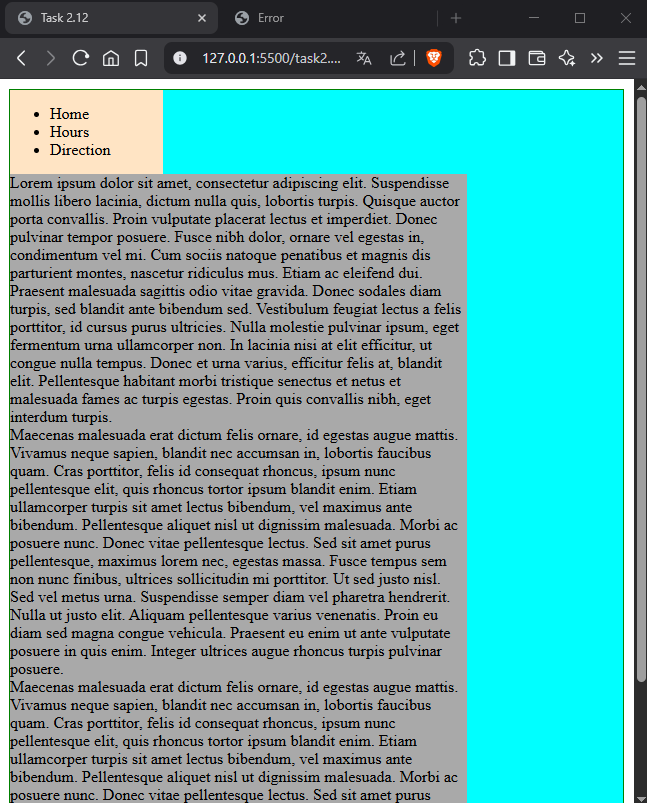 Task 2.12
Error
127.0.0.1:5500/task2....
Home
Hours
Direction
Lorem ipsum dolor sit amet, consectetur adipiscing elit. Suspendisse
mollis libero lacinia, dictum nulla quis, lobortis turpis. Quisque auctor
porta convallis. Proin vulputate placerat lectus et imperdiet. Donec
pulvinar tempor posuere. Fusce nibh dolor, ornare vel egestas in,
condimentum vel mi. Cum sociis natoque penatibus et magnis dis
parturient montes, nascetur ridiculus mus. Etiam ac eleifend dui.
Praesent malesuada sagittis odio vitae gravida. Donec sodales diam
turpis, sed blandit ante bibendum sed. Vestibulum feugiat lectus a felis
porttitor, id cursus purus ultricies. Nulla molestie pulvinar ipsum, eget
fermentum urna ullamcorper non. In lacinia nisi at elit efficitur, ut
congue nulla tempus. Donec et urna varius, efficitur felis at, blandit
elit. Pellentesque habitant morbi tristique senectus et netus et
malesuada fames ac turpis egestas. Proin quis convallis nibh, eget
interdum turpis.
Maecenas malesuada erat dictum felis ornare, id egestas augue mattis.
Vivamus neque sapien, blandit nec accumsan in, lobortis faucibus
quam. Cras porttitor, felis id consequat rhoncus, ipsum nunc
pellentesque elit, quis rhoncus tortor ipsum blandit enim. Etiam
ullamcorper turpis sit amet lectus bibendum, vel maximus ante
bibendum. Pellentesque aliquet nisl ut dignissim malesuada. Morbi ac
posuere nunc. Donec vitae pellentesque lectus. Sed sit amet purus
pellentesque, maximus lorem nec, egestas massa. Fusce tempus sem
non nunc finibus, ultrices sollicitudin mi porttitor. Ut sed justo nisl.
Sed vel metus urna. Suspendisse semper diam vel pharetra hendrerit.
Nulla ut justo elit. Aliquam pellentesque varius venenatis. Proin eu
diam sed magna congue vehicula. Praesent eu enim ut ante vulputate
posuere in quis enim. Integer ultrices augue rhoncus turpis pulvinar
posuere.
Maecenas malesuada erat dictum felis ornare, id egestas augue mattis.
Vivamus neque sapien, blandit nec accumsan in, lobortis faucibus
quam. Cras porttitor, felis id consequat rhoncus, ipsum nunc
pellentesque elit, quis rhoncus tortor ipsum blandit enim. Etiam
ullamcorper turpis sit amet lectus bibendum, vel maximus ante
bibendum. Pellentesque aliquet nisl ut dignissim malesuada. Morbi ac
posuere nunc. Donec vitae pellentesque lectus. Sed sit amet purus